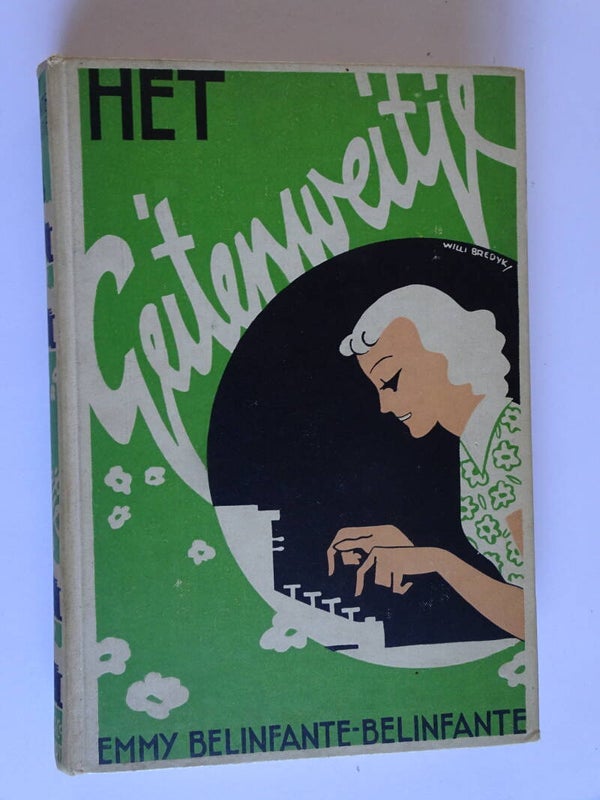 HET
Geitenweitje
WILLI BREDYK/
EMMY BELINFANTE-BELINFANTE